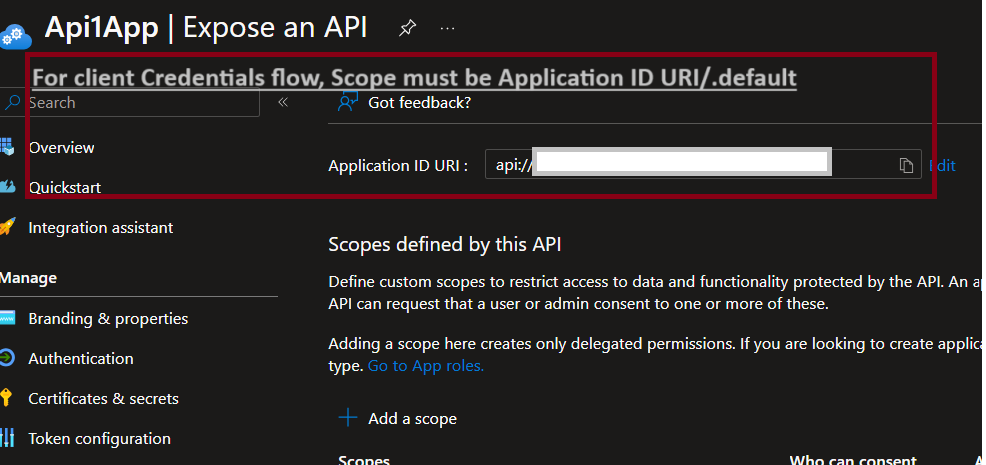 Api1App | Expose an API
For client Credentials flow, Scope must be Application ID URI/.default
Search
Got feedback?
Overview
Application ID URI : api://
Edit
Quickstart
Integration assistant
Scopes defined by this API
Manage
Define custom scopes to restrict access to data and functionality protected by the API. An
API can request that a user or admin consent to one or more of these.
Branding & properties
Adding a scope here creates only delegated permissions. If you are looking to create
Authentication
type. Go to App roles.
Certificates & secrets
Add a scope
Token configuration
Scopes
Who can consent